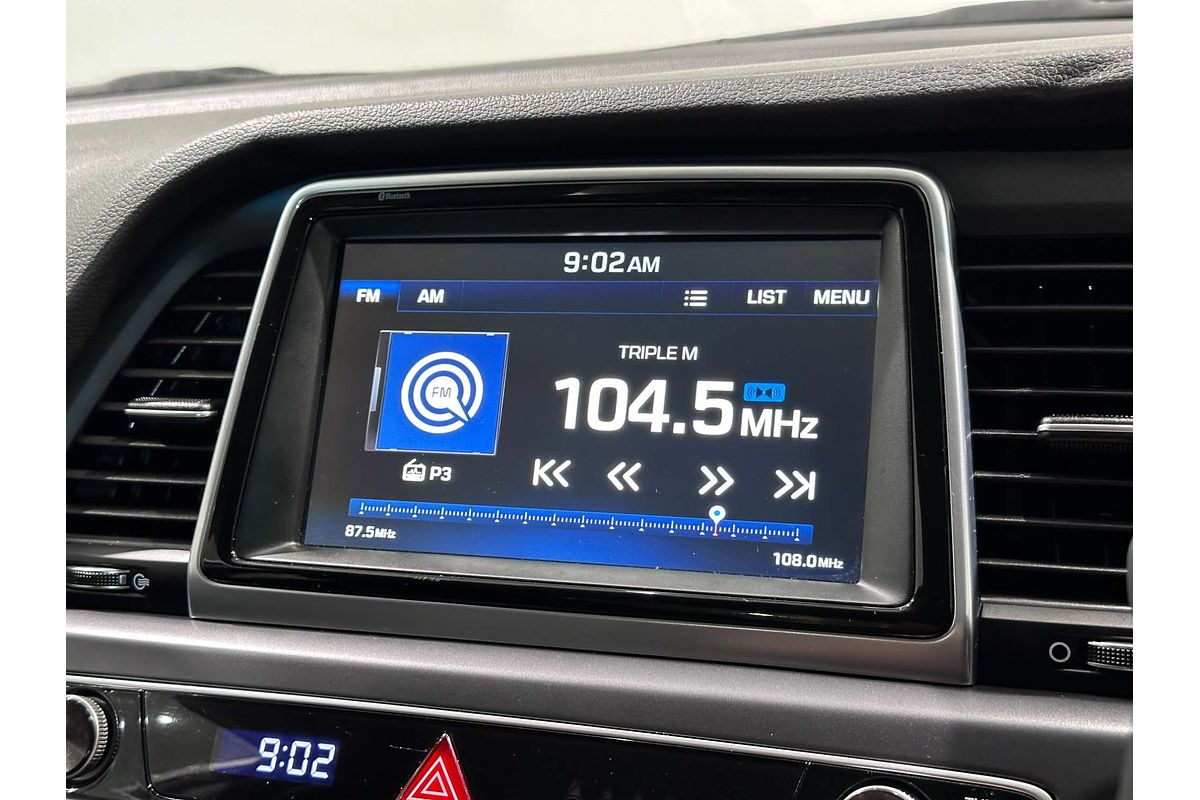 Bluetooth
9:02AM
FM AM LIST MENU
TRIPLE M
FM
104.5MHz
P3
87.5MHz
108.0MHz
9:02